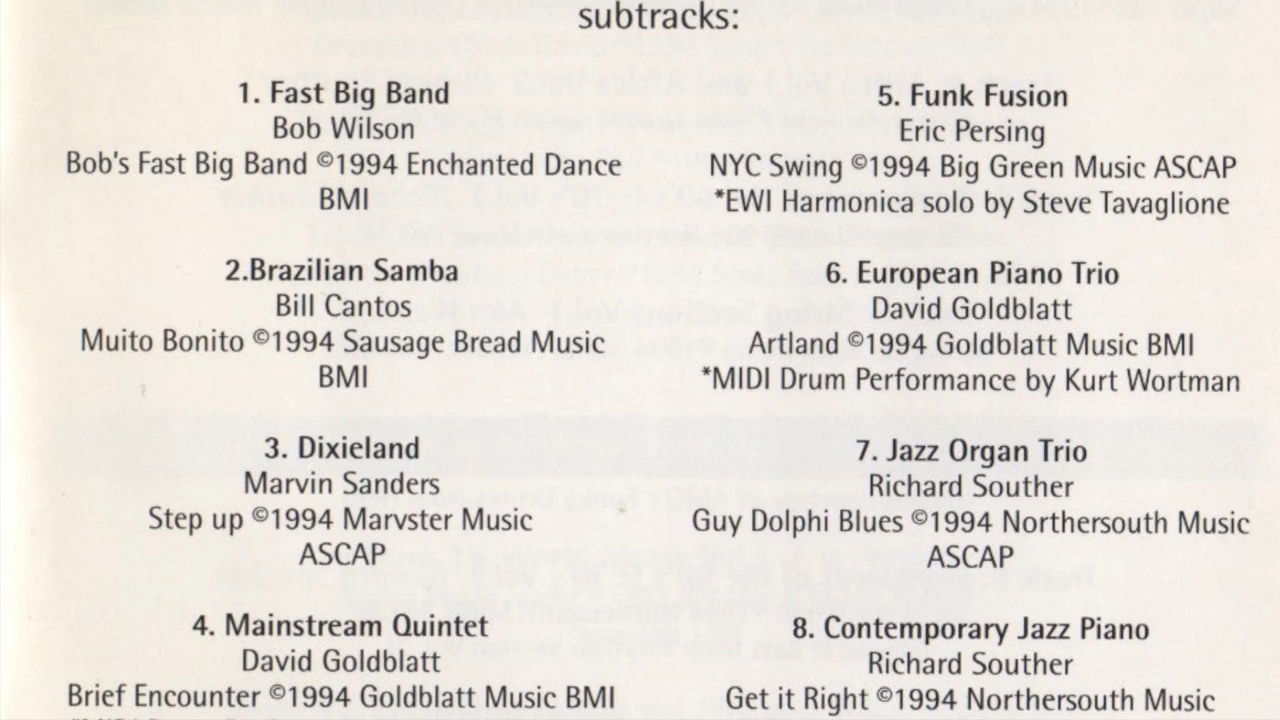 subtracks:
1. Fast Big Band
Bob Wilson
Bob's Fast Big Band ©1994 Enchanted Dance
BMI
2.Brazilian Samba
Bill Cantos
Muito Bonito ©1994 Sausage Bread Music
BMI
3. Dixieland
Marvin Sanders
Step up ©1994 Marvster Music
ASCAP
4. Mainstream Quintet
David Goldblatt
Brief Encounter ©1994 Goldblatt Music BMI
5. Funk Fusion
Eric Persing
NYC Swing ©1994 Big Green Music ASCAP
*EWI Harmonica solo by Steve Tavaglione
6. European Piano Trio
David Goldblatt
Artland ©1994 Goldblatt Music BMI
*MIDI Drum Performance by Kurt Wortman
7. Jazz Organ Trio
Richard Souther
Guy Dolphi Blues ©1994 Northersouth Music
ASCAP
8. Contemporary Jazz Piano
Richard Souther
Get it Right ©1994 Northersouth Music